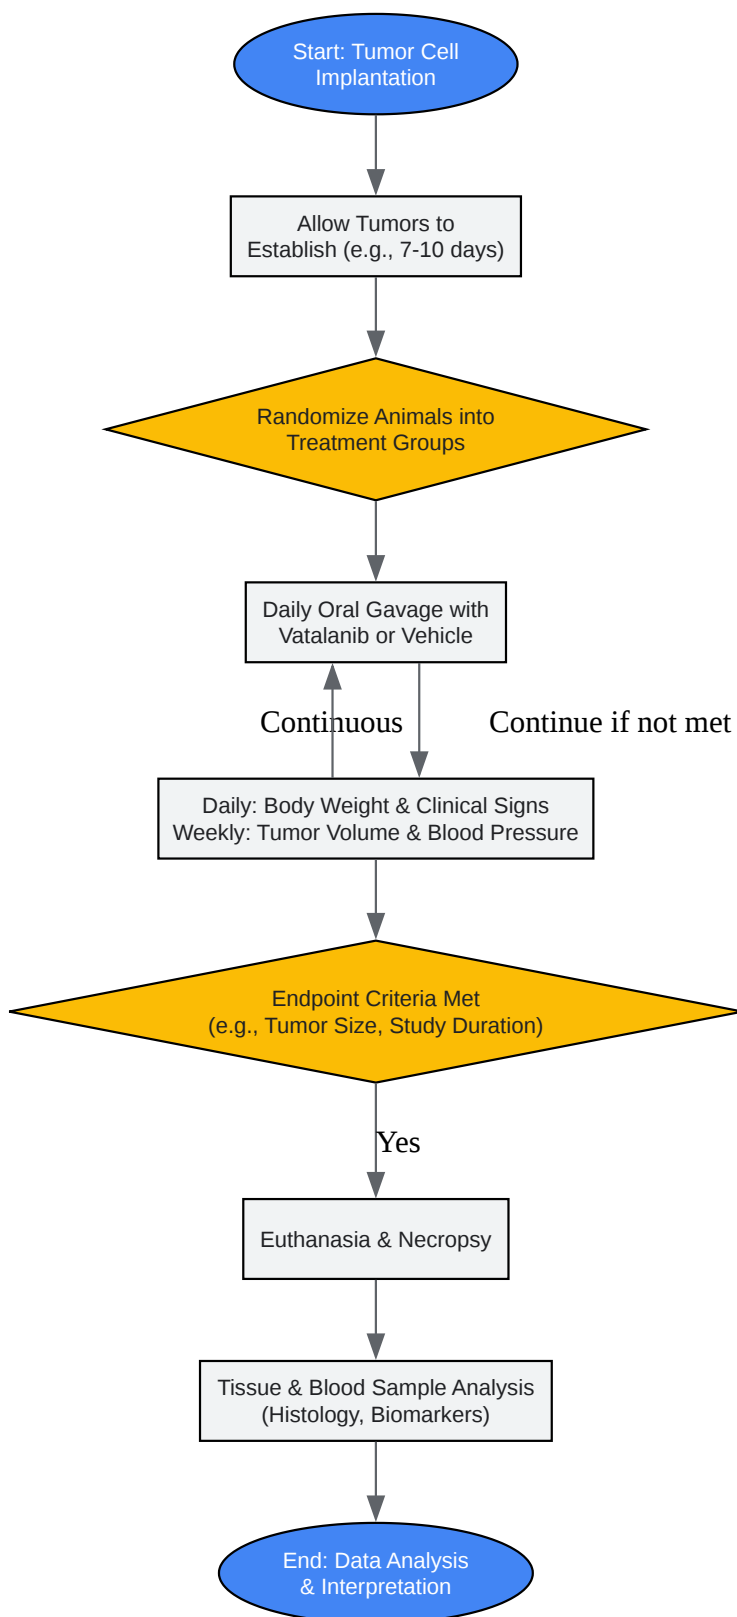 Start: Tumor Cell
Implantation
Allow Tumors to
Establish (e.g., 7-10 days)
Randomize Animals into
Treatment Groups
Daily Oral Gavage with
Vatalanib or Vehicle
Continuous
Continue if not met
Daily: Body Weight & Clinical Signs
Weekly: Tumor Volume & Blood Pressure
Endpoint Criteria Met
(e.g., Tumor Size, Study Duration)
Yes
Euthanasia & Necropsy
Tissue & Blood Sample Analysis
(Histology, Biomarkers)
End: Data Analysis
& Interpretation